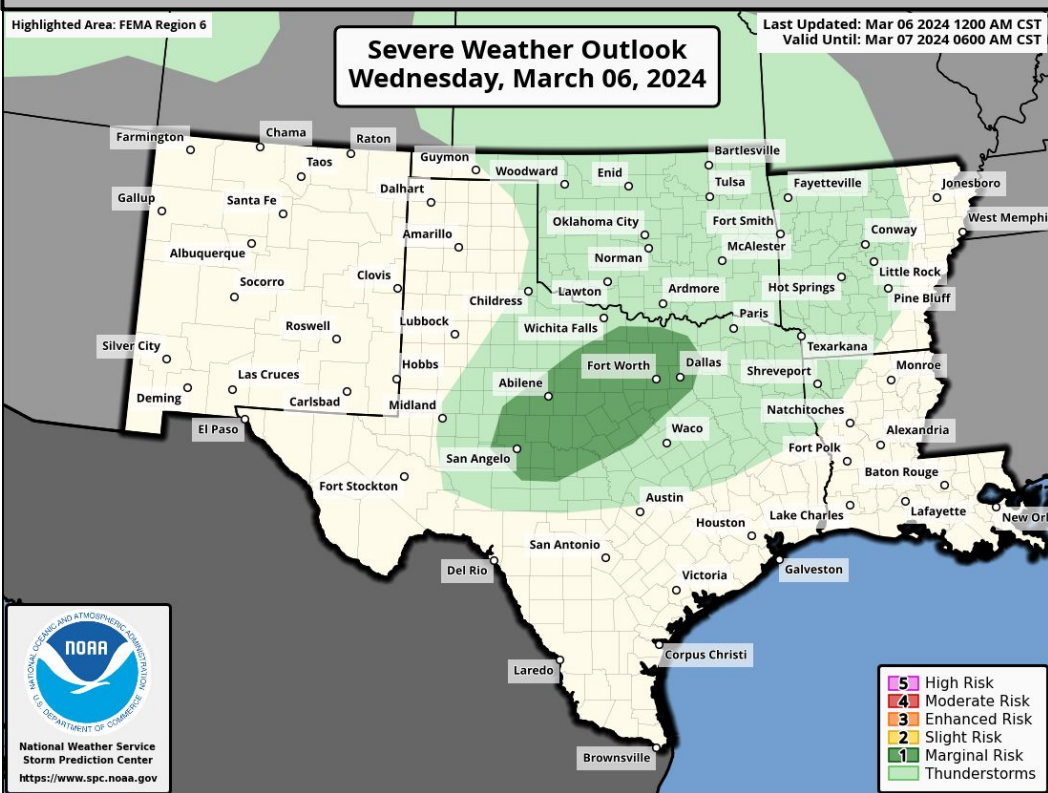 Highlighted Area: FEMA Region 6
Last Updated: Mar 06 2024 1200 AM CST
Valid Until: Mar 07 2024 0600 AM CST
Severe Weather Outlook
Wednesday, March 06, 2024
Farmington
Chama
Raton
Taos
Guymon
Woodward
Enid
Bartlesville
Tulsa
Fayetteville
Jonesboro
Gallup
Santa Fe
Dalhart
Oklahoma City
Fort Smith
Conway
West Memphi
Albuquerque
Amarillo
Norman
McAlester
Little Rock
Socorro
Clovis
Childress
Lawton
Ardmore
Hot Springs
Pine Bluff
Roswell
Lubbock
Wichita Falls
Paris
Texarkana
Silver City
Las Cruces
Hobbs
Abilene
Fort Worth
Dallas
Shreveport
Monroe
Deming
Carlsbad
Midland
Natchitoches
El Paso
San Angelo
Waco
Fort Polk
Alexandria
Fort Stockton
Austin
Baton Rouge
Houston
Lake Charles
Lafayette
New Orl
Del Rio
San Antonio
Galveston
Victoria
Laredo
Corpus Christi
Brownsville
NATIONAL OCEANIC AND ATMOSPHERIC ADMINISTRATION
NOAA
U.S. DEPARTMENT OF COMMERCE
National Weather Service
Storm Prediction Center
https://www.spc.noaa.gov
5 High Risk
4 Moderate Risk
3 Enhanced Risk
2 Slight Risk
1 Marginal Risk
Thunderstorms